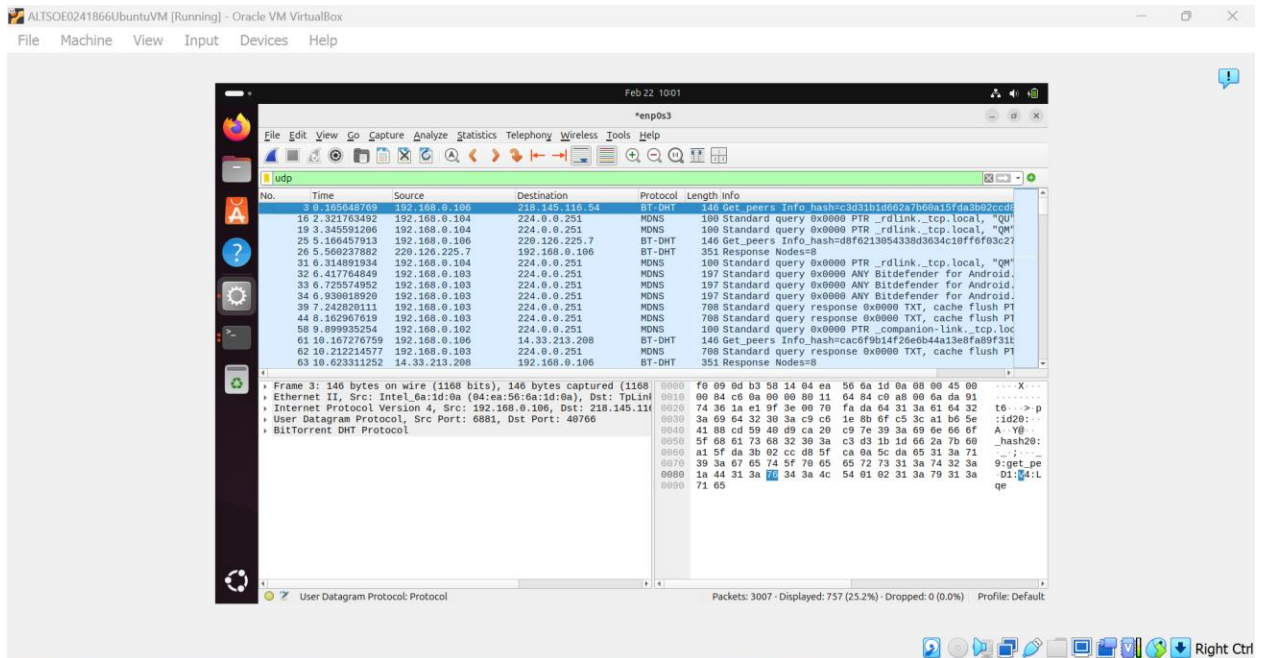 ALTSOE0241866UbuntuVM [Running] - Oracle VM VirtualBox
File Machine View Input Devices Help
Feb 22 10:01
*enp0s3
File Edit View Go Capture Analyze Statistics Telephony Wireless Tools Help
udp
No. Time Source Destination Protocol Length Info
3 0.165648769 192.168.0.106 218.145.116.54 BT-DHT 146 Get_peers Info_hash=c3d31b1d662a7b60a15fda3b02ccd8
16 2.321763492 192.168.0.104 224.0.0.251 MDNS 100 Standard query 0x0000 PTR _rdlink._tcp.local, "QU"
19 3.345591206 192.168.0.104 224.0.0.251 MDNS 100 Standard query 0x0000 PTR _rdlink._tcp.local, "QM"
25 5.166457913 192.168.0.106 220.126.225.7 BT-DHT 146 Get_peers Info_hash=d8f6213054338d3634c10ff6f03c27
26 5.560237882 220.126.225.7 192.168.0.106 BT-DHT 351 Response Nodes=8
31 6.314891934 192.168.0.104 224.0.0.251 MDNS 100 Standard query 0x0000 PTR _rdlink._tcp.local, "QM"
32 6.417764849 192.168.0.103 224.0.0.251 MDNS 197 Standard query 0x0000 ANY Bitdefender for Android.
33 6.725574952 192.168.0.103 224.0.0.251 MDNS 197 Standard query 0x0000 ANY Bitdefender for Android.
34 6.930018920 192.168.0.103 224.0.0.251 MDNS 197 Standard query 0x0000 ANY Bitdefender for Android.
39 7.242820111 192.168.0.103 224.0.0.251 MDNS 708 Standard query response 0x0000 TXT, cache flush PT
44 8.162967619 192.168.0.103 224.0.0.251 MDNS 708 Standard query response 0x0000 TXT, cache flush PT
58 9.899935254 192.168.0.102 224.0.0.251 MDNS 100 Standard query 0x0000 PTR _companion-link._tcp.loc
61 10.167276759 192.168.0.106 14.33.213.208 BT-DHT 146 Get_peers Info_hash=cac6f9b14f26e6b44a13e8fa89f31b
62 10.212214577 192.168.0.103 224.0.0.251 MDNS 708 Standard query response 0x0000 TXT, cache flush PT
63 10.623311252 14.33.213.208 192.168.0.106 BT-DHT 351 Response Nodes=8
Frame 3: 146 bytes on wire (1168 bits), 146 bytes captured (1168
Ethernet II, Src: Intel_6a:1d:0a (04:ea:56:6a:1d:0a), Dst: TpLink
Internet Protocol Version 4, Src: 192.168.0.106, Dst: 218.145.116
User Datagram Protocol, Src Port: 6881, Dst Port: 40766
BitTorrent DHT Protocol
0000 f0 09 0d b3 58 14 04 ea 56 6a 1d 0a 08 00 45 00 ····X···
0010 00 84 c6 0a 00 00 80 11 64 84 c0 a8 00 6a da 91 ········
0020 74 36 1a e1 9f 3e 00 70 fa da 64 31 3a 61 64 32 t6···>·p
0030 3a 69 64 32 30 3a c9 c6 1e 8b 6f c5 3c a1 b6 5e :id20:··
0040 41 88 cd 59 40 d9 ca 20 c9 7e 39 3a 69 6e 66 6f A··Y@··
0050 5f 68 61 73 68 32 30 3a c3 d3 1b 1d 66 2a 7b 60 _hash20:
0060 a1 5f da 3b 02 cc d8 5f ca 0a 5c da 65 31 3a 71 ·_·;···_
0070 39 3a 67 65 74 5f 70 65 65 72 73 31 3a 74 32 3a 9:get_pe
0080 1a 44 31 3a 76 34 3a 4c 54 01 02 31 3a 79 31 3a ·D1:v4:L
0090 71 65 qe
User Datagram Protocol: Protocol
Packets: 3007 · Displayed: 757 (25.2%) · Dropped: 0 (0.0%) Profile: Default
Right Ctrl